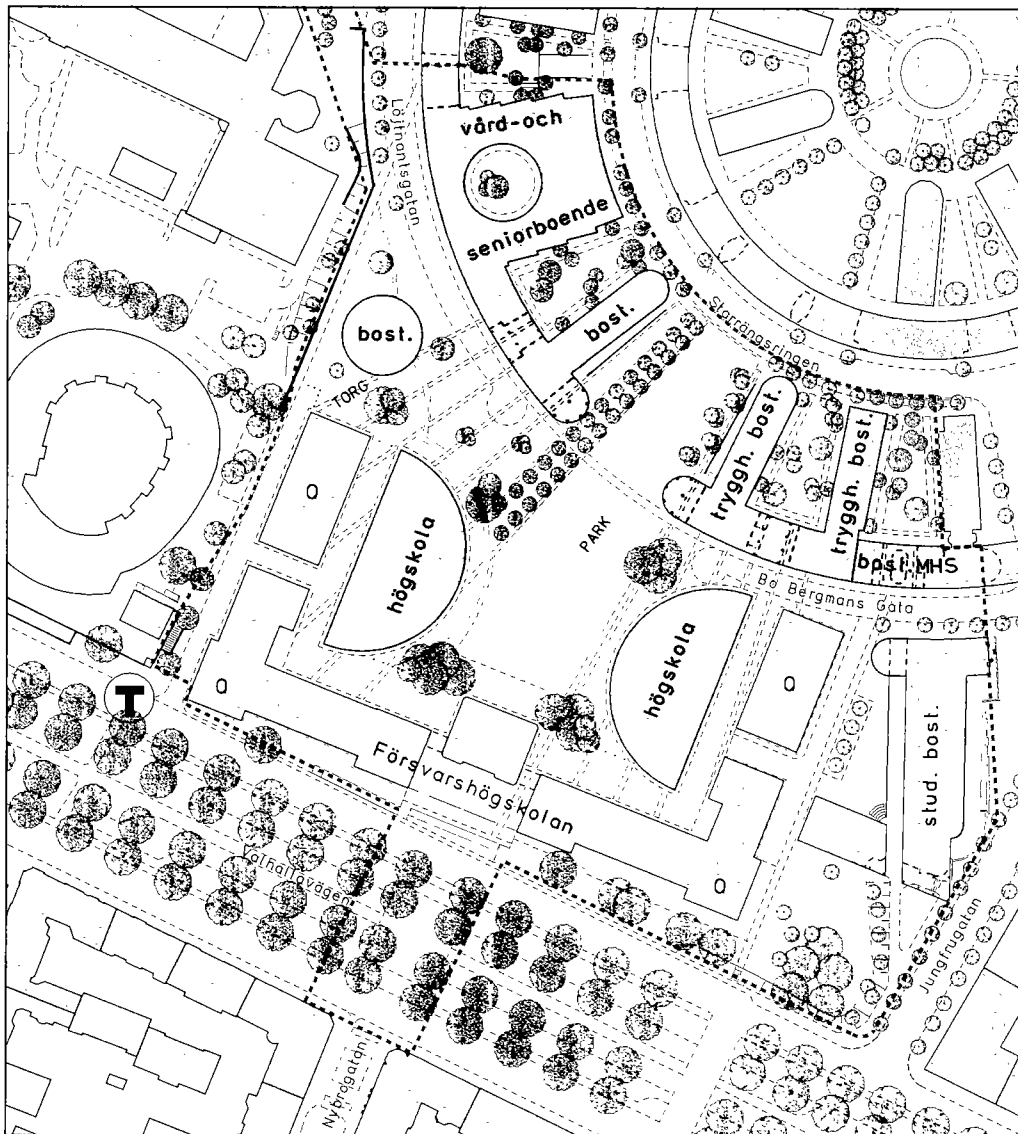 vård-och
Löjtnantsgatan
seniorboende
Storängsringen
bost.
bost.
TORG
tryggh. bost.
tryggh. bost.
Q
högskola
PARK
bost MHS
Bo Bergmans Gata
högskola
Q
Q
T
stud. bost.
Försvarshögskolan
Valhallavägen
Q
Jungfrugatan
Nybrogatan